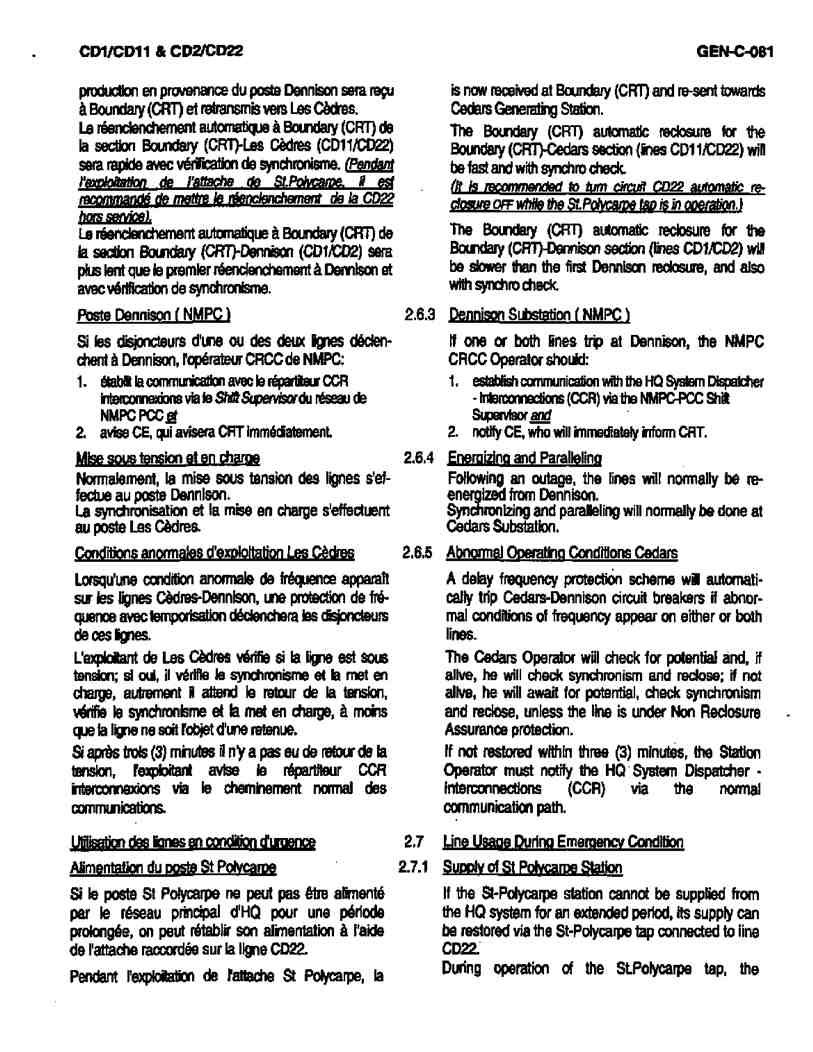 CD1/CD11 & CD2/CD22
GEN-C-081
production en provenance du poste Dennison sera reçu
à Boundary (CRT) et retransmis vers Les Cèdres.
Le réenclenchement automatique à Boundary (CRT) de
la section Boundary (CRT)-Les Cèdres (CD11/CD22)
sera rapide avec vérification de synchronisme. (Pendant
l'exploitation de l'attache de St.Polycarpe, il est
recommandé de mettre le réenclenchement de la CD22
hors service).
Le réenclenchement automatique à Boundary (CRT) de
la section Boundary (CRT)-Dennison (CD1/CD2) sera
plus lent que le premier réenclenchement à Dennison et
avec vérification de synchronisme.
Poste Dennison ( NMPC )
Si les disjoncteurs d'une ou des deux lignes déclen-
chent à Dennison, l'opérateur CRCC de NMPC:
1. établit la communication avec le répartiteur CCR
interconnexions via le Shift Supervisor du réseau de
NMPC PCC et
2. avise CE, qui avisera CRT immédiatement.
Mise sous tension et en charge
Normalement, la mise sous tension des lignes s'ef-
fectue au poste Dennison.
La synchronisation et la mise en charge s'effectuent
au poste Les Cèdres.
Conditions anormales d'exploitation Les Cèdres
Lorsqu'une condition anormale de fréquence apparaît
sur les lignes Cèdres-Dennison, une protection de fré-
quence avec temporisation déclenchera les disjoncteurs
de ces lignes.
L'exploitant de Les Cèdres vérifie si la ligne est sous
tension; si oui, il vérifie le synchronisme et la met en
charge, autrement il attend le retour de la tension,
vérifie le synchronisme et la met en charge, à moins
que la ligne ne soit l'objet d'une retenue.
Si après trois (3) minutes il n'y a pas eu de retour de la
tension, l'exploitant avise le répartiteur CCR
interconnexions via le cheminement normal des
communications.
Utilisation des lignes en condition d'urgence
Alimentation du poste St Polycarpe
Si le poste St Polycarpe ne peut pas être alimenté
par le réseau principal d'HQ pour une période
prolongée, on peut rétablir son alimentation à l'aide
de l'attache raccordée sur la ligne CD22.
Pendant l'exploitation de l'attache St Polycarpe, la
is now received at Boundary (CRT) and re-sent towards
Cedars Generating Station.
The Boundary (CRT) automatic reclosure for the
Boundary (CRT)-Cedars section (lines CD11/CD22) will
be fast and with synchro check.
(It is recommended to turn circuit CD22 automatic re-
closure OFF while the St.Polycarpe tap is in operation.)
The Boundary (CRT) automatic reclosure for the
Boundary (CRT)-Dennison section (lines CD1/CD2) will
be slower than the first Dennison reclosure, and also
with synchro check.
2.6.3 Dennison Substation ( NMPC )
If one or both lines trip at Dennison, the NMPC
CRCC Operator should:
1. establish communication with the HQ System Dispatcher
- Interconnections (CCR) via the NMPC-PCC Shift
Supervisor and
2. notify CE, who will immediately inform CRT.
2.6.4 Energizing and Paralleling
Following an outage, the lines will normally be re-
energized from Dennison.
Synchronizing and paralleling will normally be done at
Cedars Substation.
2.6.5 Abnormal Operating Conditions Cedars
A delay frequency protection scheme will automati-
cally trip Cedars-Dennison circuit breakers if abnor-
mal conditions of frequency appear on either or both
lines.
The Cedars Operator will check for potential and, if
alive, he will check synchronism and reclose; if not
alive, he will await for potential, check synchronism
and reclose, unless the line is under Non Reclosure
Assurance protection.
If not restored within three (3) minutes, the Station
Operator must notify the HQ System Dispatcher -
Interconnections (CCR) via the normal
communication path.
2.7 Line Usage During Emergency Condition
2.7.1 Supply of St Polycarpe Station
If the St-Polycarpe station cannot be supplied from
the HQ system for an extended period, its supply can
be restored via the St-Polycarpe tap connected to line
CD22.
During operation of the St.Polycarpe tap, the